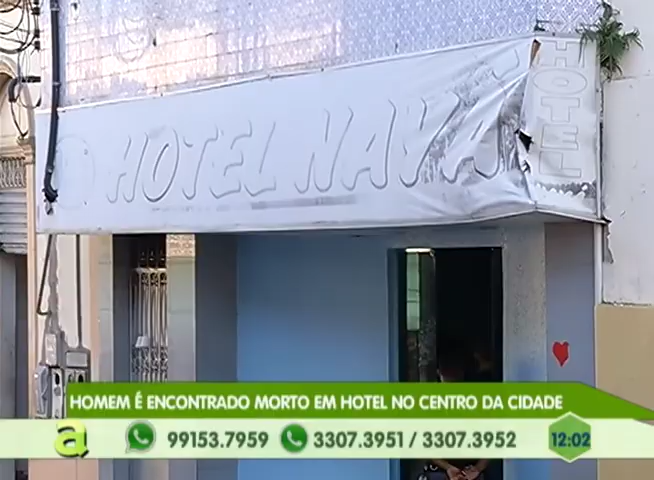 HOTEL NAVA
HOTEL
HOMEM É ENCONTRADO MORTO EM HOTEL NO CENTRO DA CIDADE
a 99153.7959 3307.3951 / 3307.3952 12:02